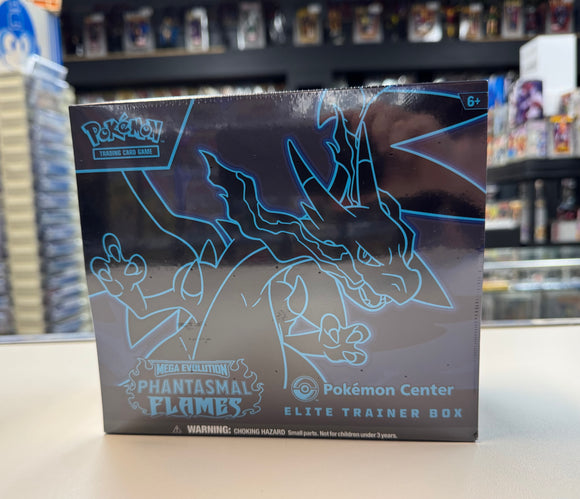 6+
Pokémon
TRADING CARD GAME
MEGA EVOLUTION
PHANTASMAL
FLAMES
Pokémon Center
ELITE TRAINER BOX
WARNING: CHOKING HAZARD Small parts. Not for children under 3 years.